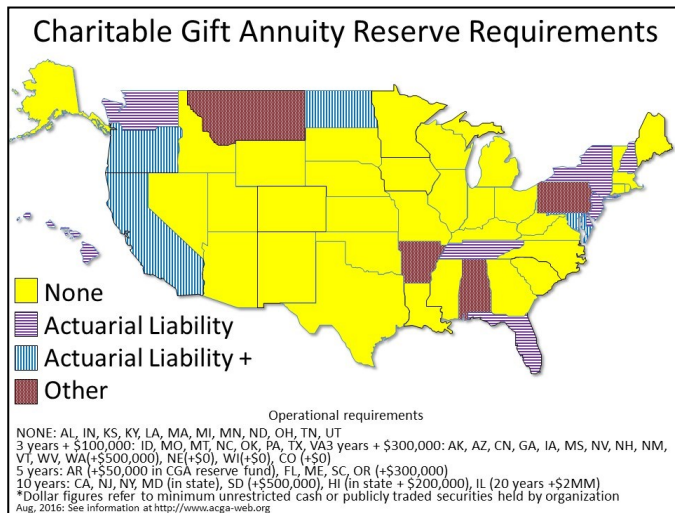 Charitable Gift Annuity Reserve Requirements
None
Actuarial Liability
Actuarial Liability +
Other
Operational requirements
NONE: AL, IN, KS, KY, LA, MA, MI, MN, ND, OH, TN, UT
3 years + $100,000: ID, MO, MT, NC, OK, PA, TX, VA3 years + $300,000: AK, AZ, CN, GA, IA, MS, NV, NH, NM,
VT, WV, WA(+$500,000), NE(+$0), WI(+$0), CO (+$0)
5 years: AR (+$50,000 in CGA reserve fund), FL, ME, SC, OR (+$300,000)
10 years: CA, NJ, NY, MD (in state), SD (+$500,000), HI (in state + $200,000), IL (20 years +$2MM)
*Dollar figures refer to minimum unrestricted cash or publicly traded securities held by organization
Aug, 2016: See information at http://www.acga-web.org